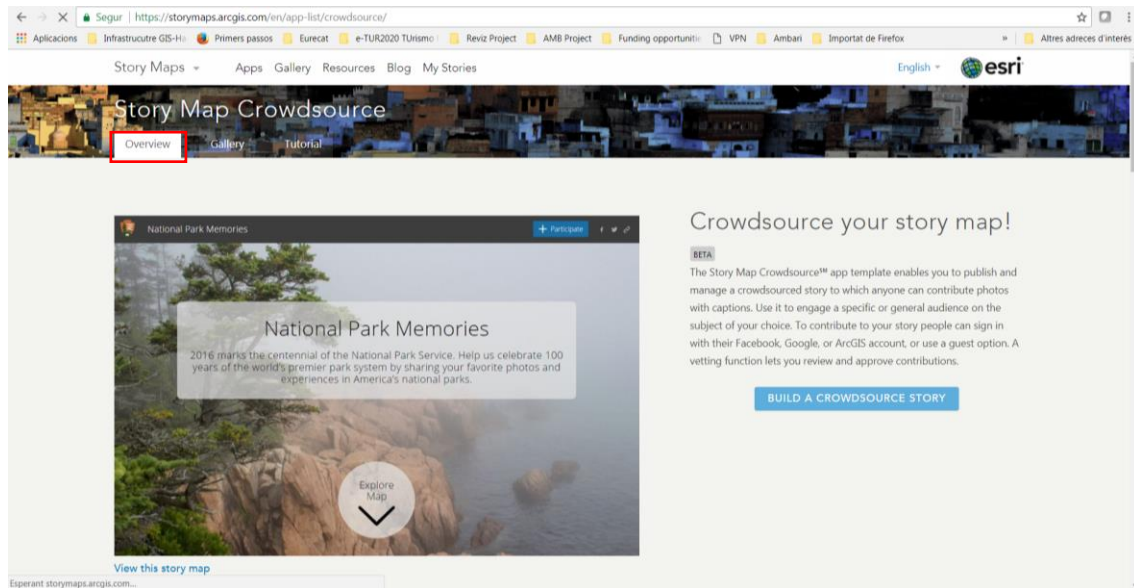 Segur | https://storymaps.arcgis.com/en/app-list/crowdsource/
Aplicacions Infrastrucutre GIS-Ha Primers passos Eurecat e-TUR2020 TUrismo Reviz Project AMB Project Funding opportunitie VPN Ambari Importat de Firefox » Altres adreces d'interès
Story Maps Apps Gallery Resources Blog My Stories English esri
Story Map Crowdsource
Overview Gallery Tutorial
National Park Memories + Participate
National Park Memories
2016 marks the centennial of the National Park Service. Help us celebrate 100
years of the world's premier park system by sharing your favorite photos and
experiences in America's national parks.
Explore
Map
View this story map
Crowdsource your story map!
BETA
The Story Map Crowdsource℠ app template enables you to publish and
manage a crowdsourced story to which anyone can contribute photos
with captions. Use it to engage a specific or general audience on the
subject of your choice. To contribute to your story people can sign in
with their Facebook, Google, or ArcGIS account, or use a guest option. A
vetting function lets you review and approve contributions.
BUILD A CROWDSOURCE STORY
Esperant storymaps.arcgis.com...